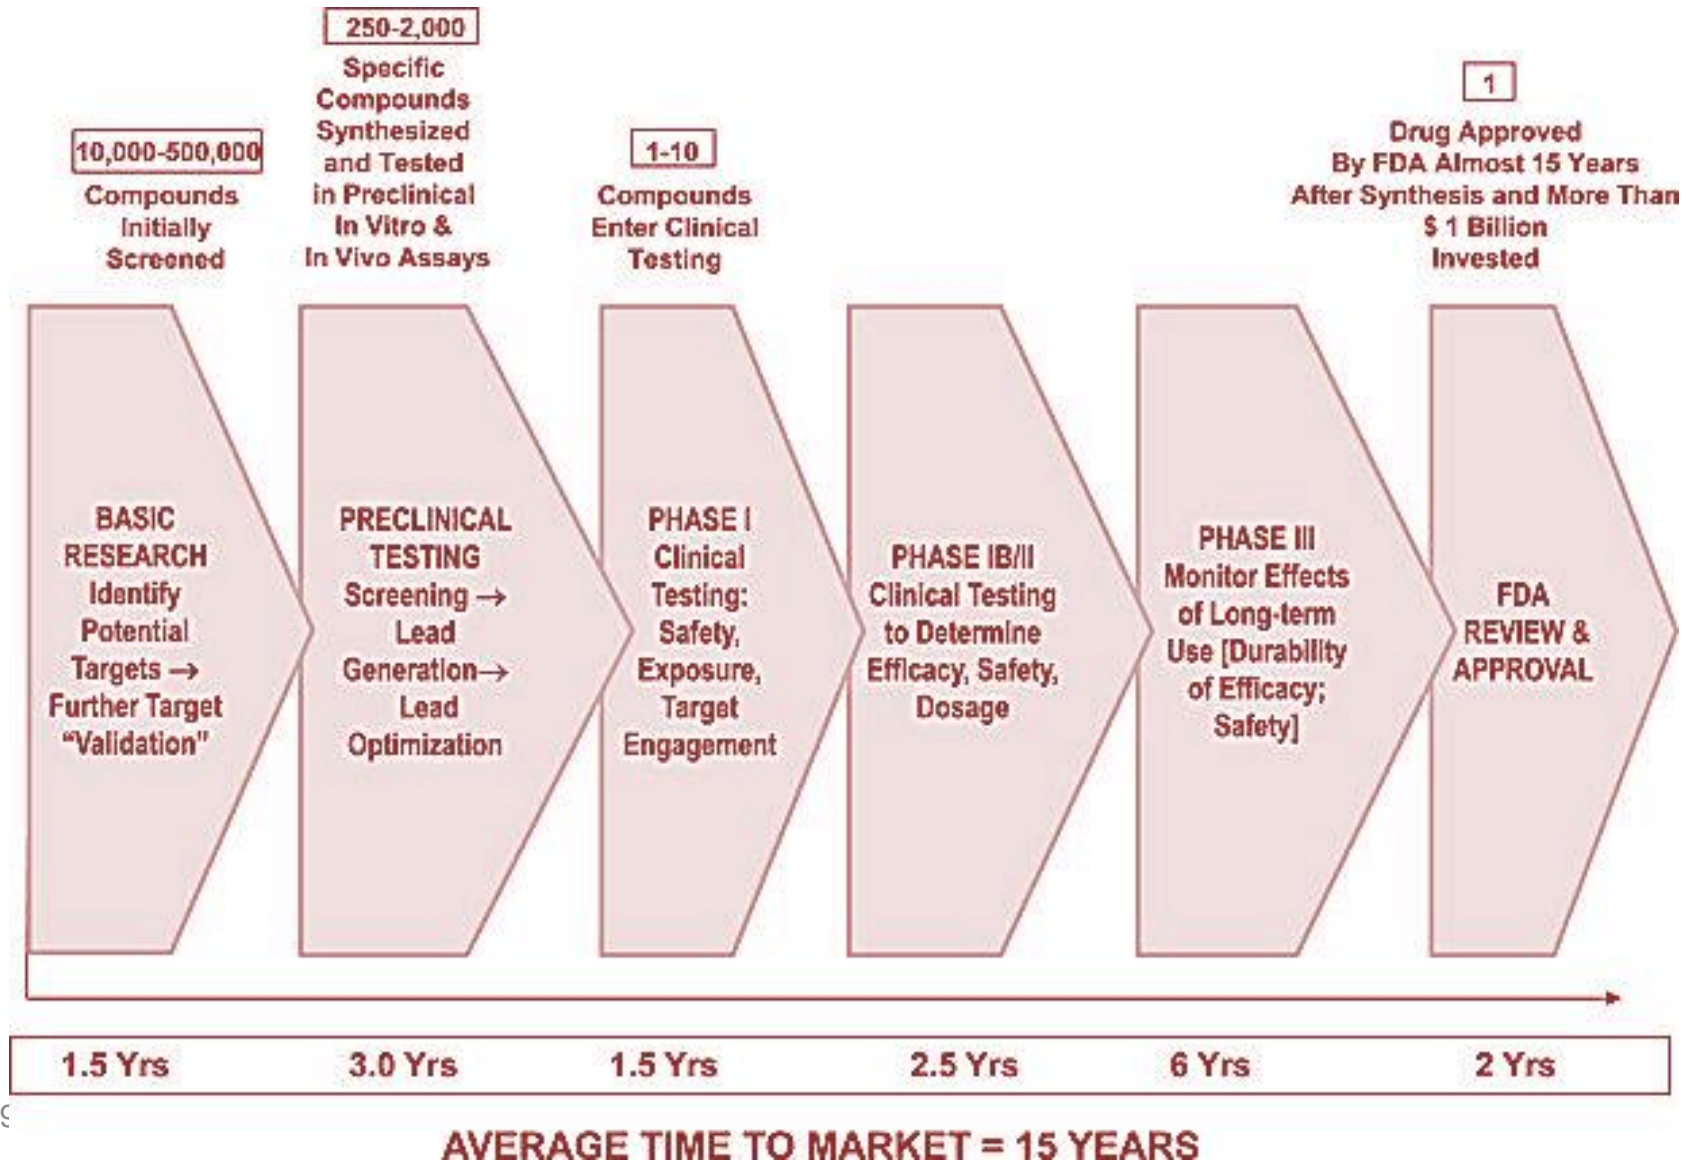 250-2,000
Specific
Compounds
Synthesized
and Tested
in Preclinical
In Vitro &
In Vivo Assays
10,000-500,000
Compounds
Initially
Screened
1-10
Compounds
Enter Clinical
Testing
1
Drug Approved
By FDA Almost 15 Years
After Synthesis and More Than
$ 1 Billion
Invested
BASIC
RESEARCH
Identify
Potential
Targets →
Further Target
“Validation”
PRECLINICAL
TESTING
Screening →
Lead
Generation→
Lead
Optimization
PHASE I
Clinical
Testing:
Safety,
Exposure,
Target
Engagement
PHASE IB/II
Clinical Testing
to Determine
Efficacy, Safety,
Dosage
PHASE III
Monitor Effects
of Long-term
Use [Durability
of Efficacy;
Safety]
FDA
REVIEW &
APPROVAL
1.5 Yrs 3.0 Yrs 1.5 Yrs 2.5 Yrs 6 Yrs 2 Yrs
AVERAGE TIME TO MARKET = 15 YEARS